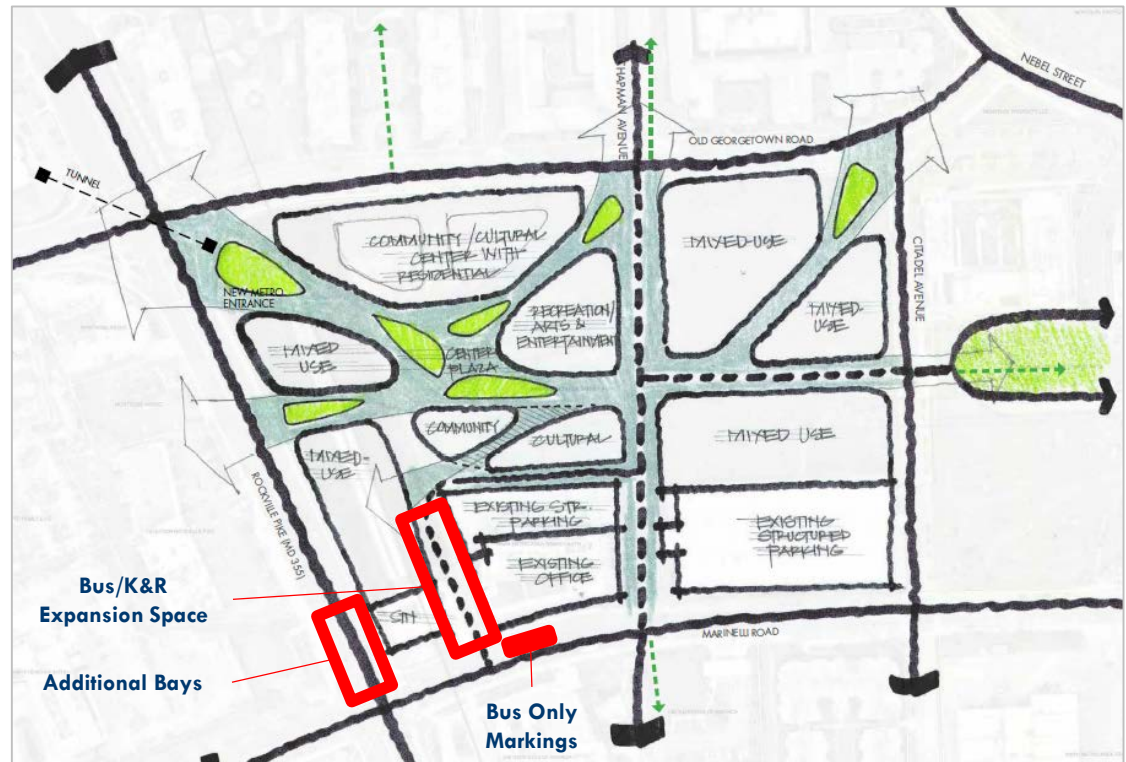 NEBEL STREET
CHAPMAN AVENUE
OLD GEORGETOWN ROAD
TUNNEL
COMMUNITY/CULTURAL
CENTER WITH
RESIDENTIAL
MIXED-USE
CITADEL AVENUE
NEW METRO
ENTRANCE
RECREATION/
ARTS &
ENTERTAINMENT
MIXED-
USE
MIXED
USE
CENTER
PLAZA
COMMUNITY
CULTURAL
MIXED USE
MIXED-
USE
ROCKVILLE PIKE (MD 355)
EXISTING STR.
PARKING
EXISTING
STRUCTURED
PARKING
EXISTING
OFFICE
Bus/K&R
Expansion Space
MARINELLI ROAD
Additional Bays
Bus Only
Markings